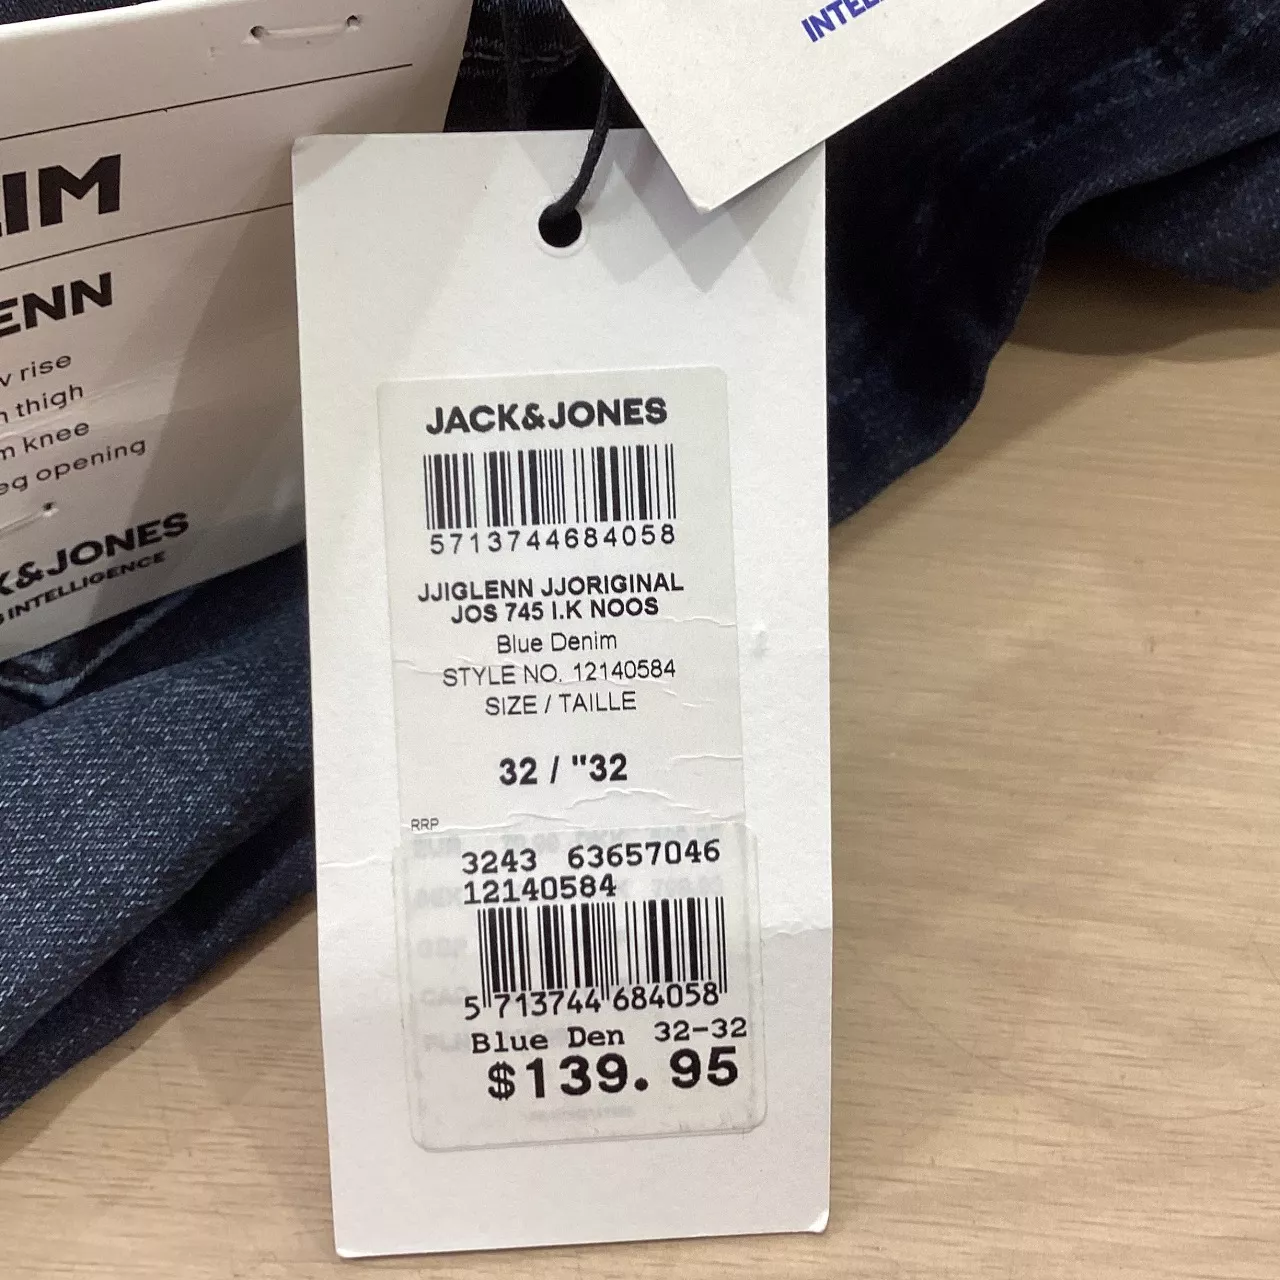 INTEL
IM
ENN
rise
thigh
knee
opening
&JONES
INTELLIGENCE
JACK&JONES
5713744684058
JJIGLENN JJORIGINAL
JOS 745 I.K NOOS
Blue Denim
STYLE NO. 12140584
SIZE / TAILLE
32 / "32
RRP
3243 63657046
12140584
5 713744 684058
Blue Den 32-32
$139.95